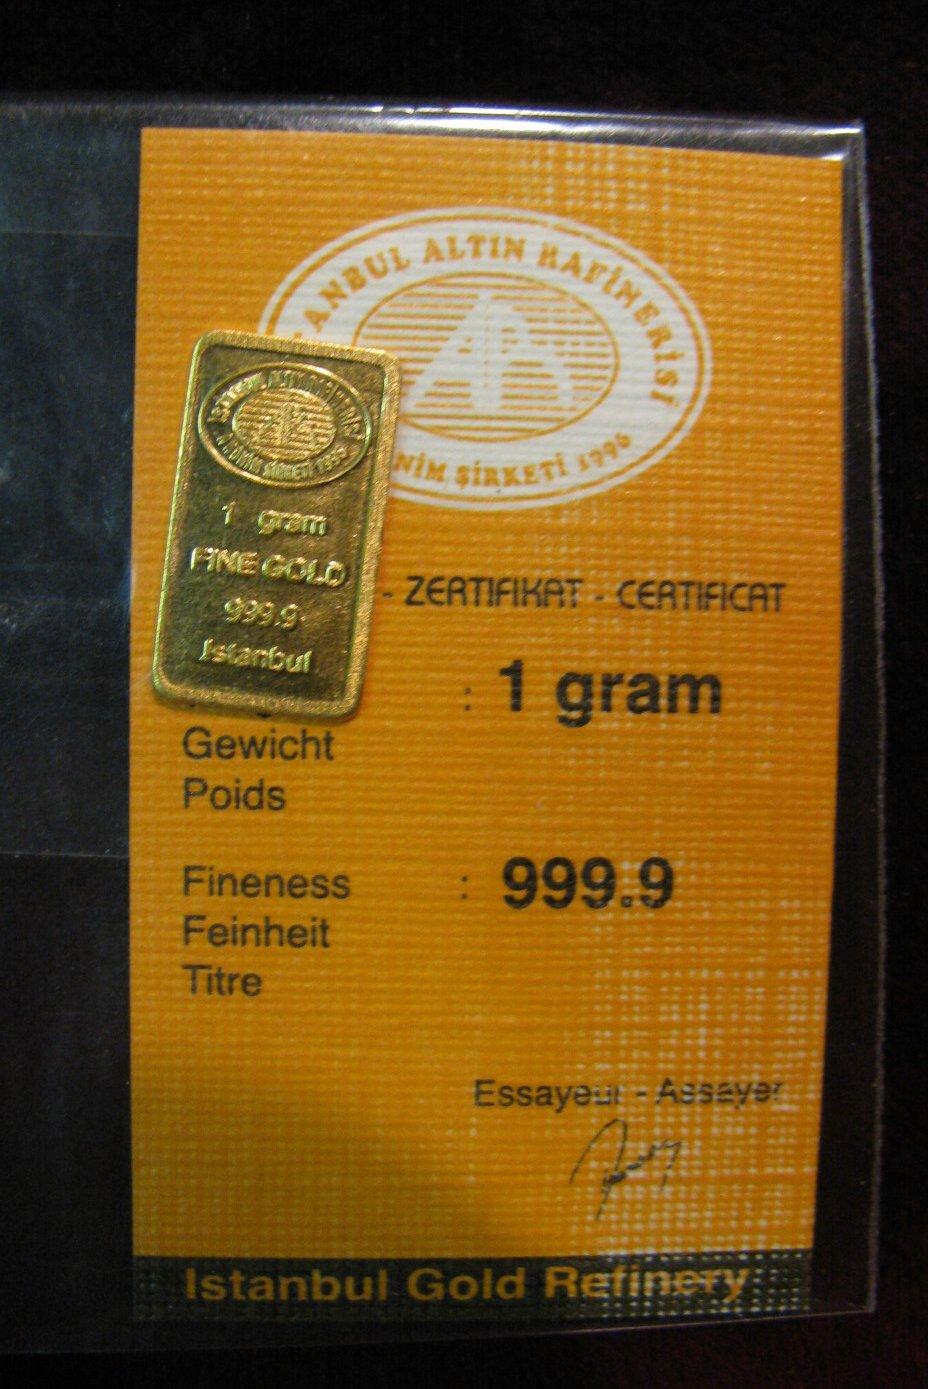 ANBUL ALTIN RAFİNERİSİ
NİM ŞİRKETİ 1996
1 gram
FINE GOLD
999.9
Istanbul
- ZERTIFIKAT - CERTIFICAT
: 1 gram
Gewicht
Poids
Fineness : 999.9
Feinheit
Titre
Essayeur - Assayer
Istanbul Gold Refinery